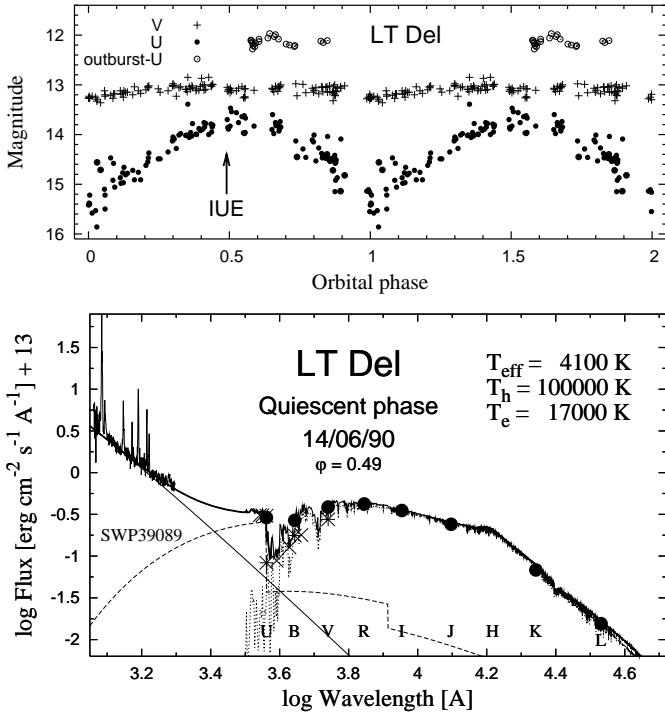 V
U
outburst-U
LT Del
12
13
14
15
16
Magnitude
IUE
0 0.5 1 1.5 2
Orbital phase
LT Del
Quiescent phase
14/06/90
φ = 0.49
T_eff = 4100 K
T_h = 100000 K
T_e = 17000 K
1.5
1
0.5
0
-0.5
-1
-1.5
-2
log Flux [erg cm^-2 s^-1 A^-1] + 13
SWP39089
U B V R I J H K L
3.2 3.4 3.6 3.8 4 4.2 4.4 4.6
log Wavelength [A]